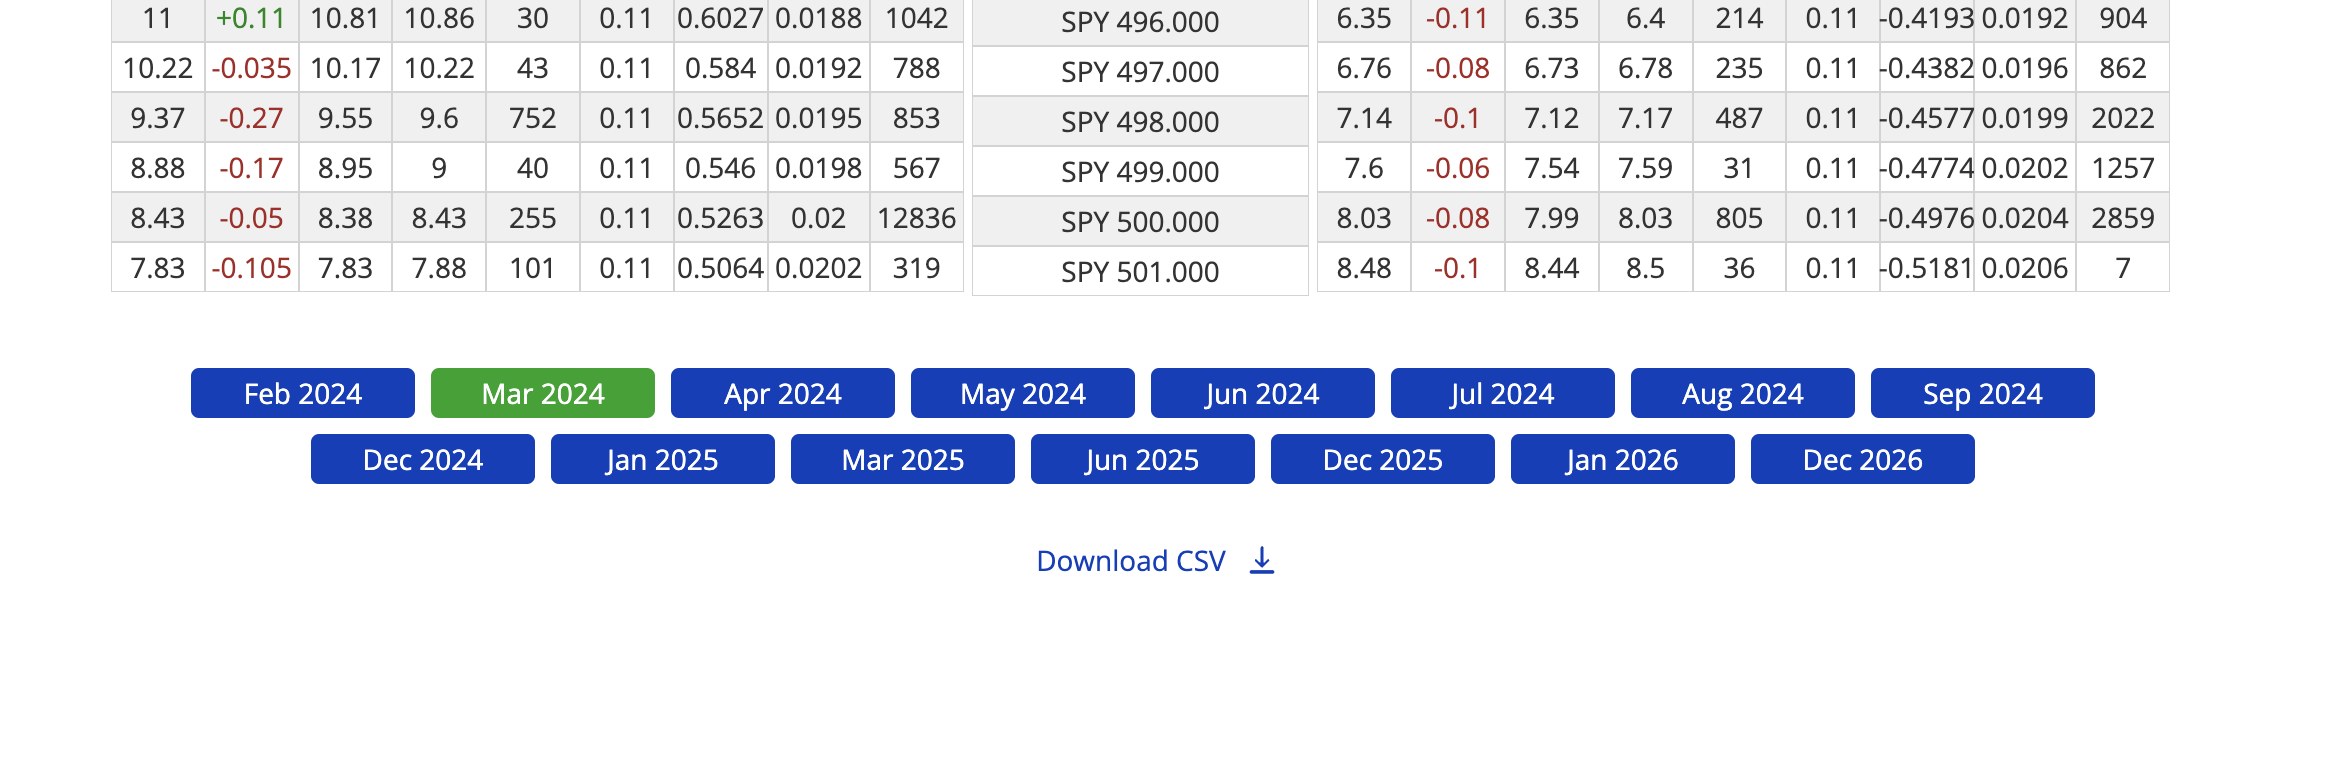 11 +0.11 10.81 10.86 30 0.11 0.6027 0.0188 1042 SPY 496.000 6.35 -0.11 6.35 6.4 214 0.11 -0.4193 0.0192 904
10.22 -0.035 10.17 10.22 43 0.11 0.584 0.0192 788 SPY 497.000 6.76 -0.08 6.73 6.78 235 0.11 -0.4382 0.0196 862
9.37 -0.27 9.55 9.6 752 0.11 0.5652 0.0195 853 SPY 498.000 7.14 -0.1 7.12 7.17 487 0.11 -0.4577 0.0199 2022
8.88 -0.17 8.95 9 40 0.11 0.546 0.0198 567 SPY 499.000 7.6 -0.06 7.54 7.59 31 0.11 -0.4774 0.0202 1257
8.43 -0.05 8.38 8.43 255 0.11 0.5263 0.02 12836 SPY 500.000 8.03 -0.08 7.99 8.03 805 0.11 -0.4976 0.0204 2859
7.83 -0.105 7.83 7.88 101 0.11 0.5064 0.0202 319 SPY 501.000 8.48 -0.1 8.44 8.5 36 0.11 -0.5181 0.0206 7
Feb 2024 Mar 2024 Apr 2024 May 2024 Jun 2024 Jul 2024 Aug 2024 Sep 2024
Dec 2024 Jan 2025 Mar 2025 Jun 2025 Dec 2025 Jan 2026 Dec 2026
Download CSV